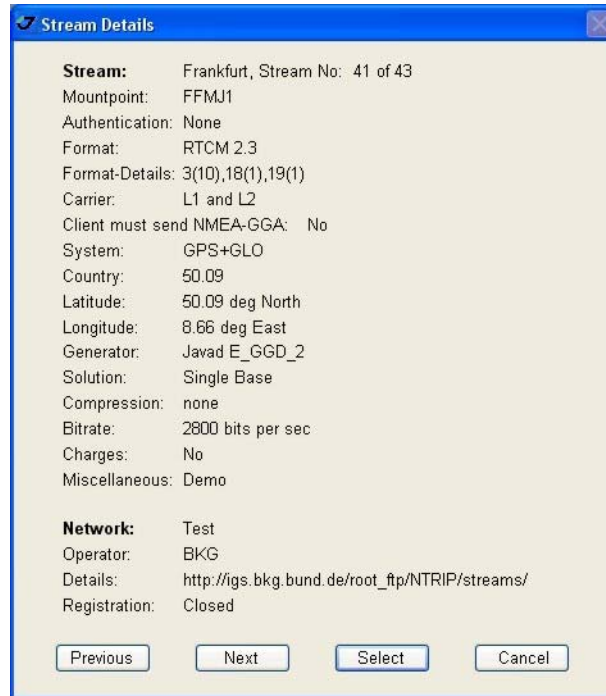 Stream Details
Stream: Frankfurt, Stream No: 41 of 43
Mountpoint: FFMJ1
Authentication: None
Format: RTCM 2.3
Format-Details: 3(10),18(1),19(1)
Carrier: L1 and L2
Client must send NMEA-GGA: No
System: GPS+GLO
Country: 50.09
Latitude: 50.09 deg North
Longitude: 8.66 deg East
Generator: Javad E_GGD_2
Solution: Single Base
Compression: none
Bitrate: 2800 bits per sec
Charges: No
Miscellaneous: Demo
Network: Test
Operator: BKG
Details: http://igs.bkg.bund.de/root_ftp/NTRIP/streams/
Registration: Closed
Previous Next Select Cancel